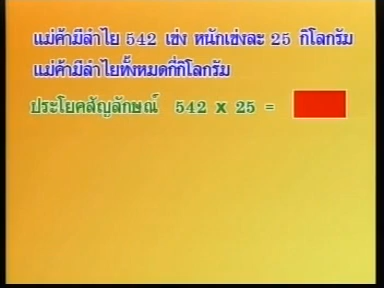 แม่ค้ามีลำไย 542 เข่ง หนักเข่งละ 25 กิโลกรัม
แม่ค้ามีลำไยทั้งหมดกี่กิโลกรัม
ประโยคสัญลักษณ์ 542 x 25 =